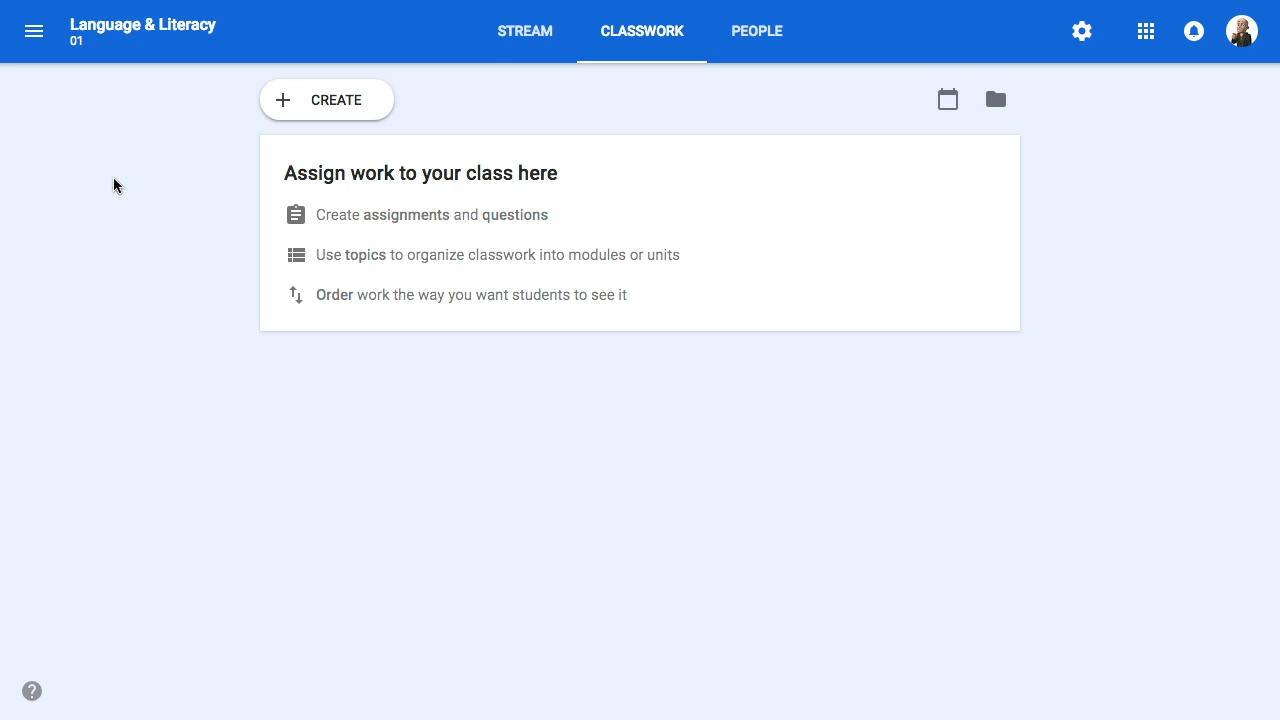 Language & Literacy
01
STREAM
CLASSWORK
PEOPLE
CREATE
Assign work to your class here
Create assignments and questions
Use topics to organize classwork into modules or units
Order work the way you want students to see it